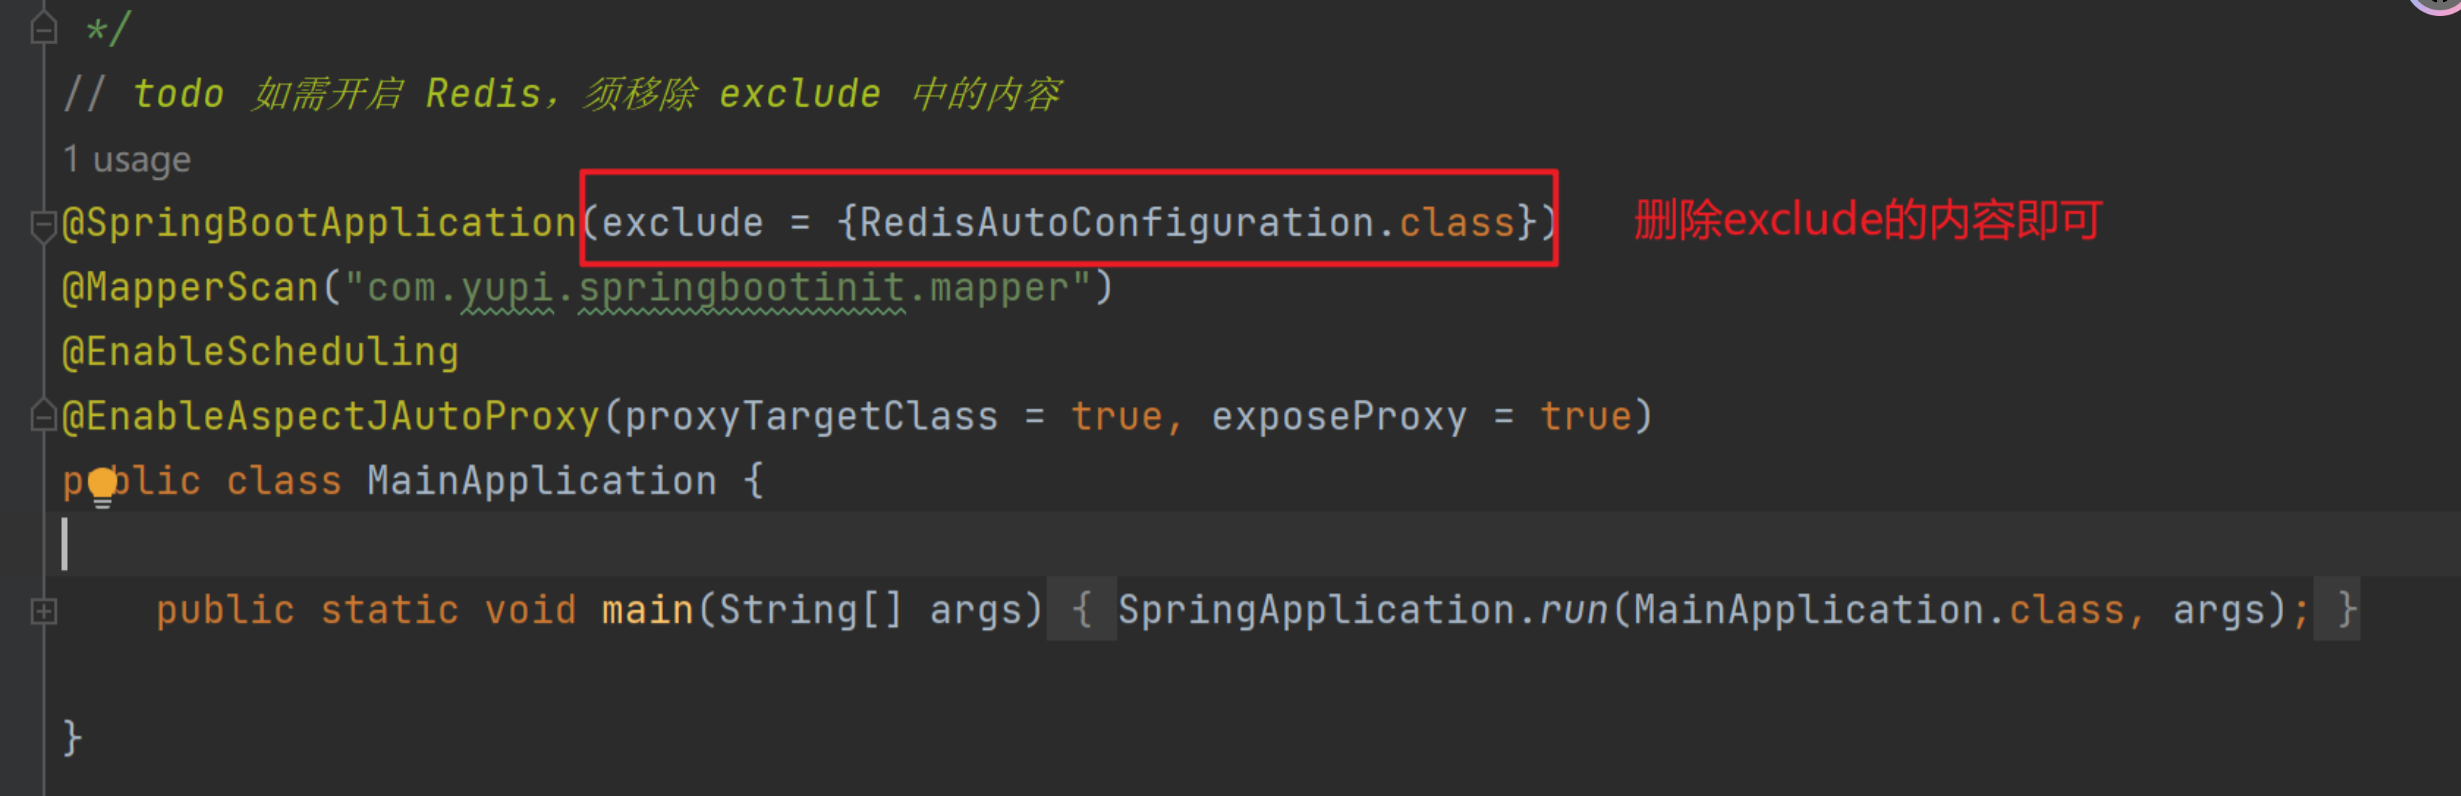 */
// todo 如需开启 Redis，须移除 exclude 中的内容
1 usage
@SpringBootApplication(exclude = {RedisAutoConfiguration.class}) 删除exclude的内容即可
@MapperScan("com.yupi.springbootinit.mapper")
@EnableScheduling
@EnableAspectJAutoProxy(proxyTargetClass = true, exposeProxy = true)
public class MainApplication {
public static void main(String[] args) { SpringApplication.run(MainApplication.class, args); }
}